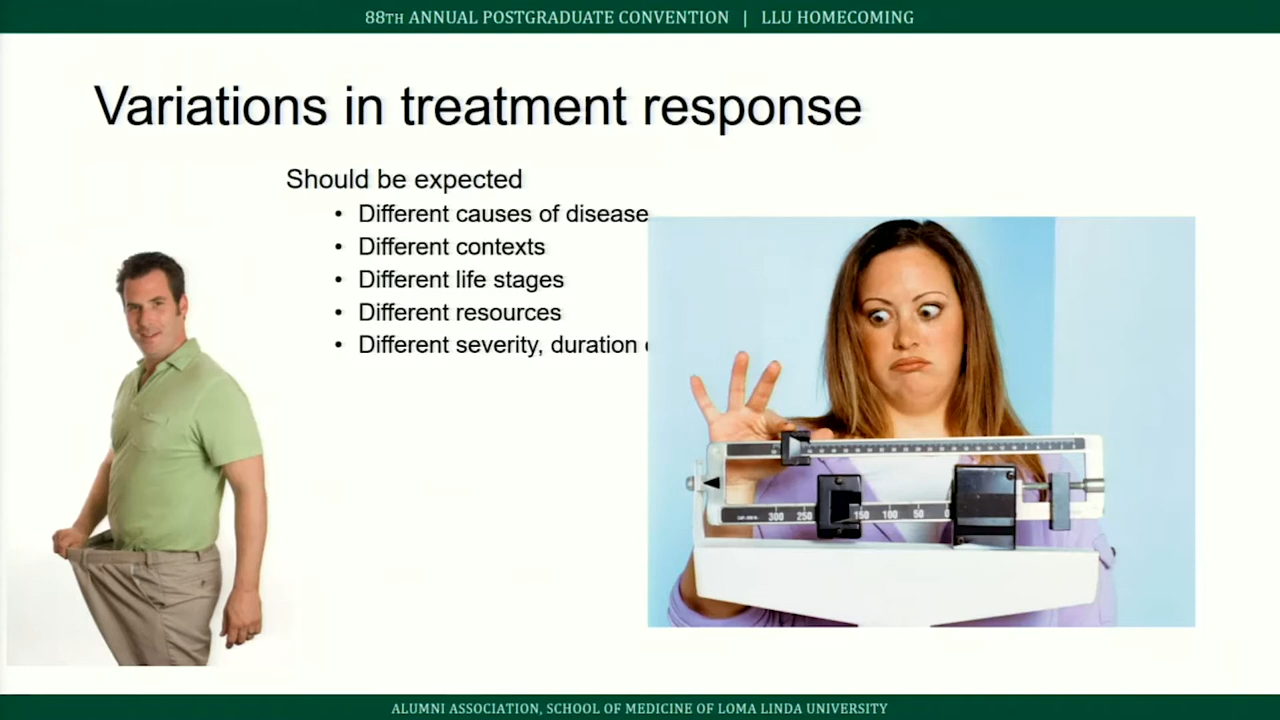 88TH ANNUAL POSTGRADUATE CONVENTION | LLU HOMECOMING
Variations in treatment response
Should be expected
• Different causes of disease
• Different contexts
• Different life stages
• Different resources
• Different severity, duration
300 250 150 100 50 0
ALUMNI ASSOCIATION, SCHOOL OF MEDICINE OF LOMA LINDA UNIVERSITY